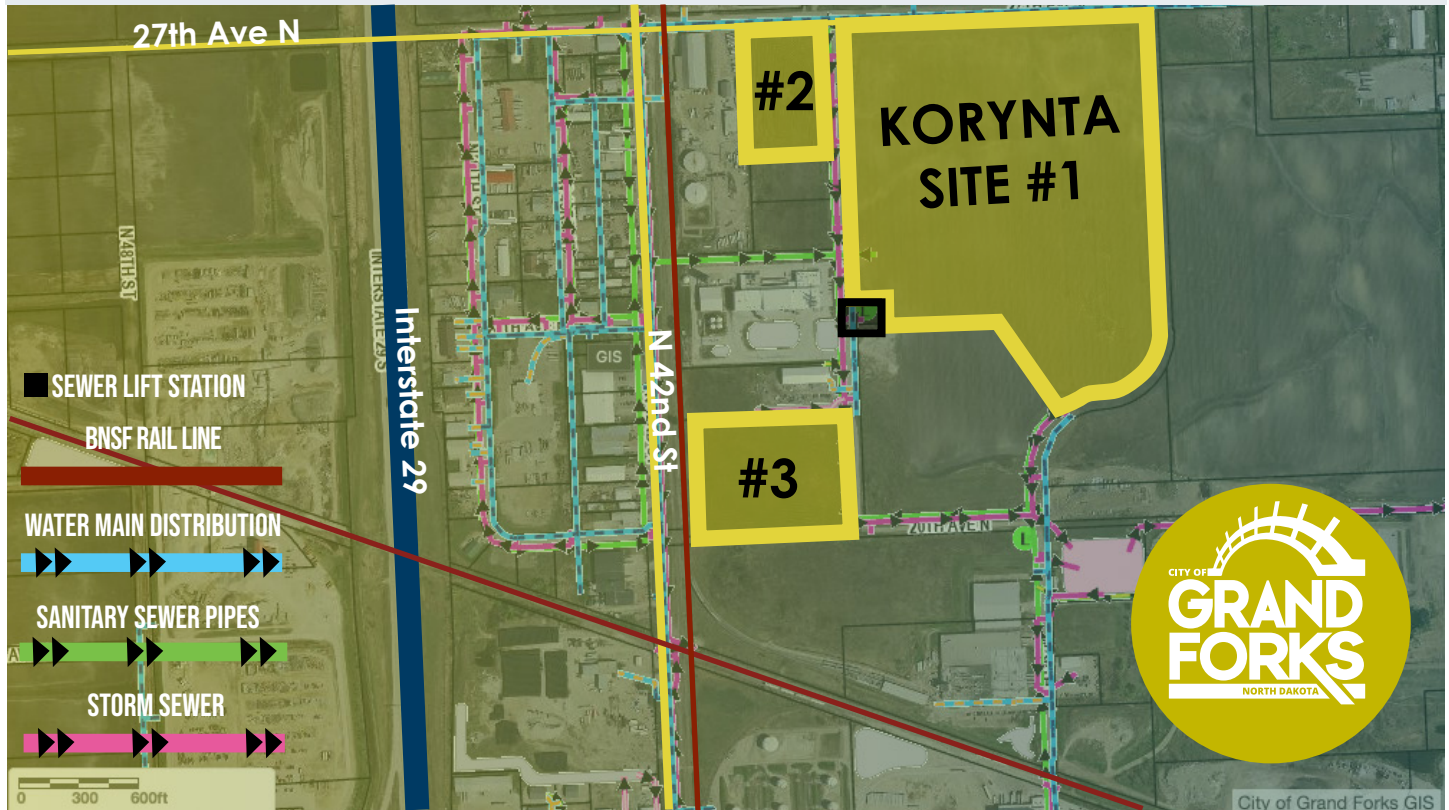 27th Ave N
#2
KORYNTA
SITE #1
N 48TH ST
INTERSTATE 29 S
Interstate 29
GIS
N 42nd St
#3
20TH AVE N
L
SEWER LIFT STATION
BNSF RAIL LINE
WATER MAIN DISTRIBUTION
SANITARY SEWER PIPES
A
STORM SEWER
0 300 600ft
CITY OF
GRAND
FORKS
NORTH DAKOTA
City of Grand Forks GIS